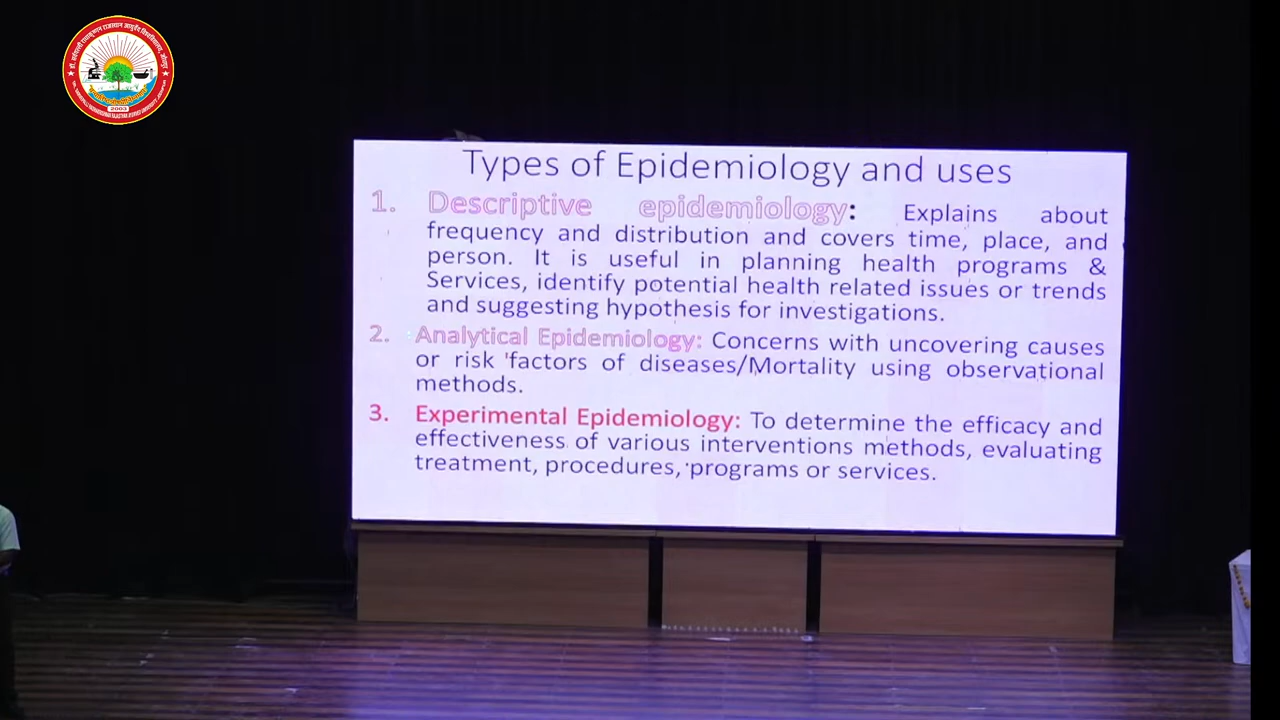 Types of Epidemiology and uses
1. Descriptive epidemiology: Explains about
frequency and distribution and covers time, place, and
person. It is useful in planning health programs &
Services, identify potential health related issues or trends
and suggesting hypothesis for investigations.
2. Analytical Epidemiology: Concerns with uncovering causes
or risk factors of diseases/Mortality using observational
methods.
3. Experimental Epidemiology: To determine the efficacy and
effectiveness of various interventions methods, evaluating
treatment, procedures, programs or services.
2003